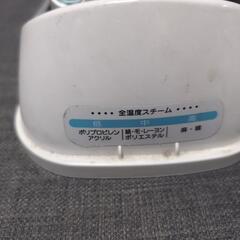 •••• 全温度スチーム ••••
低 中 高
ポリプロピレン アクリル
絹・毛・レーヨン ポリエステル
麻・綿